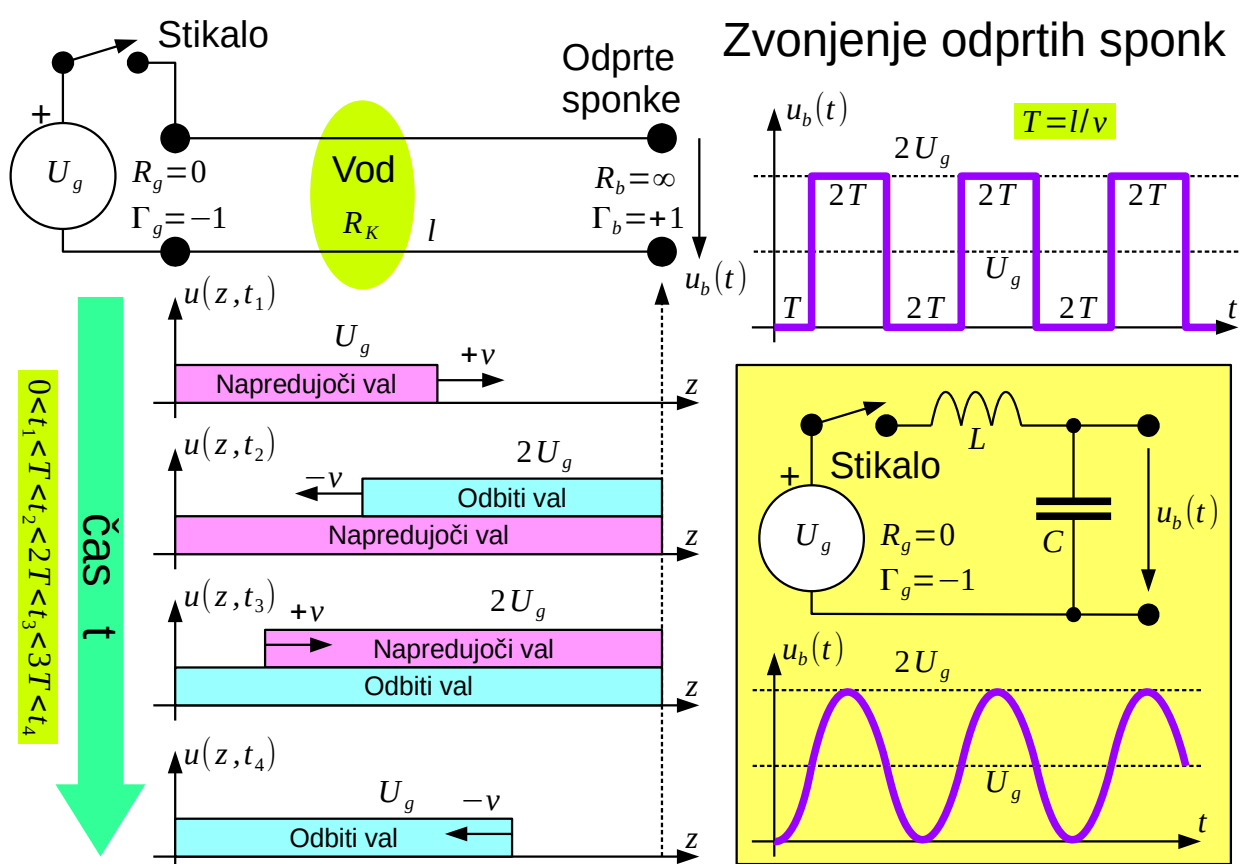 Zvonjenje odprtih sponk
Stikalo
Odprte
sponke
+
U_g
R_g=0
Γ_g=−1
Vod
R_K
l
R_b=∞
Γ_b=+1
u_b(t)
u_b(t)
T=l/v
2U_g
2T
2T
2T
U_g
T
2T
2T
t
čas t
0<t_1<T<t_2<2T<t_3<3T<t_4
u(z,t_1)
U_g
+v
Napredujoči val
z
u(z,t_2)
2U_g
−v
Odbiti val
Napredujoči val
z
u(z,t_3)
+v
2U_g
Napredujoči val
Odbiti val
z
u(z,t_4)
U_g
−v
Odbiti val
z
L
Stikalo
+
U_g
R_g=0
Γ_g=−1
C
u_b(t)
u_b(t)
2U_g
U_g
t